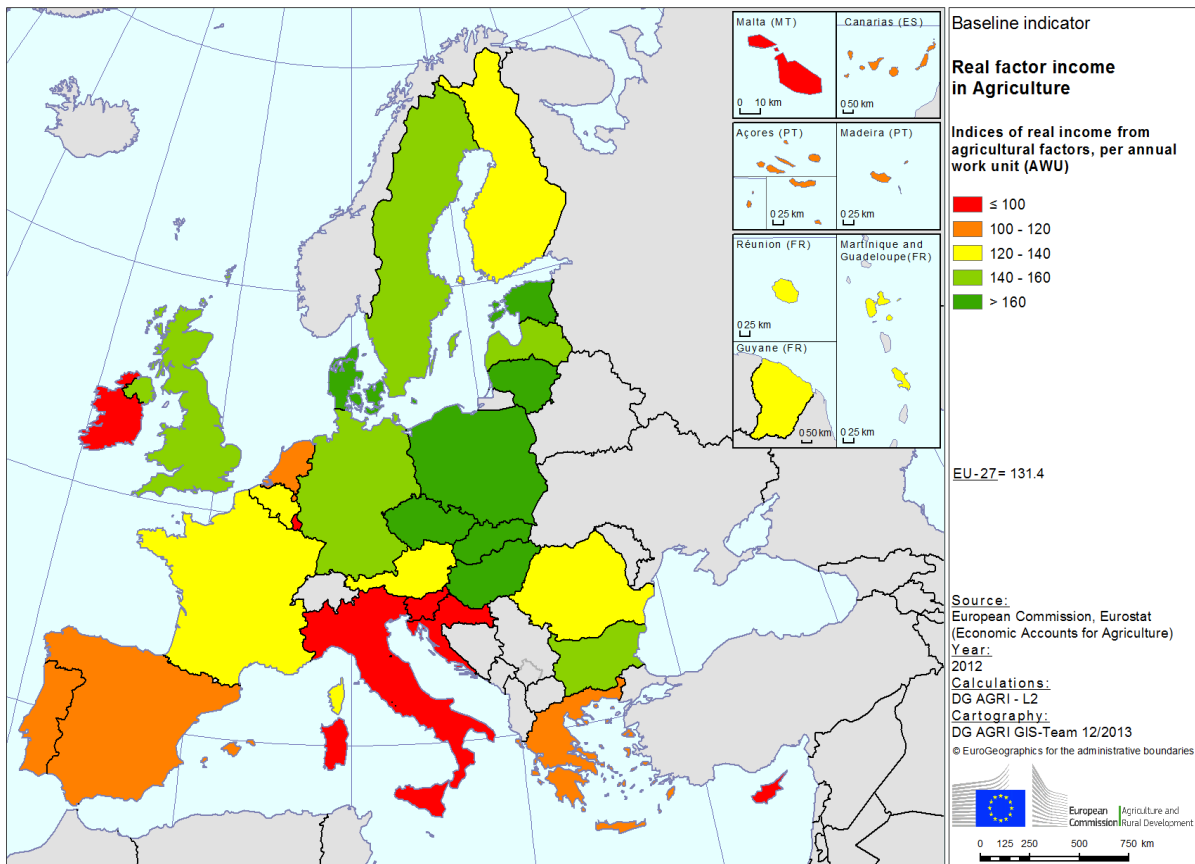 Malta (MT)
0 10 km
Canarias (ES)
0 50 km
Açores (PT)
0 25 km
Madeira (PT)
0 25 km
Réunion (FR)
0 25 km
Martinique and
Guadeloupe(FR)
0 25 km
Guyane (FR)
0 50 km
Baseline indicator
Real factor income
in Agriculture
Indices of real income from
agricultural factors, per annual
work unit (AWU)
≤ 100
100 - 120
120 - 140
140 - 160
> 160
EU-27= 131.4
Source:
European Commission, Eurostat
(Economic Accounts for Agriculture)
Year:
2012
Calculations:
DG AGRI - L2
Cartography:
DG AGRI GIS-Team 12/2013
© EuroGeographics for the administrative boundaries
European
Commission
Agriculture and
Rural Development
0 125 250 500 750 km